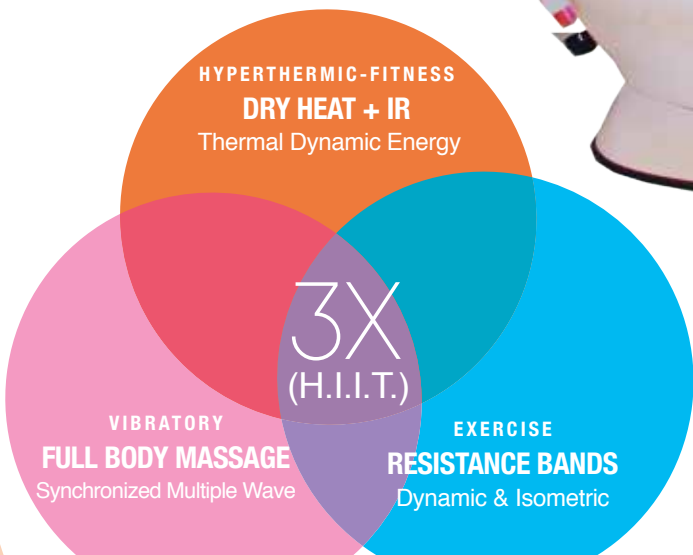 HYPERTHERMIC-FITNESS
DRY HEAT + IR
Thermal Dynamic Energy
3X
(H.I.I.T.)
VIBRATORY
FULL BODY MASSAGE
Synchronized Multiple Wave
EXERCISE
RESISTANCE BANDS
Dynamic & Isometric